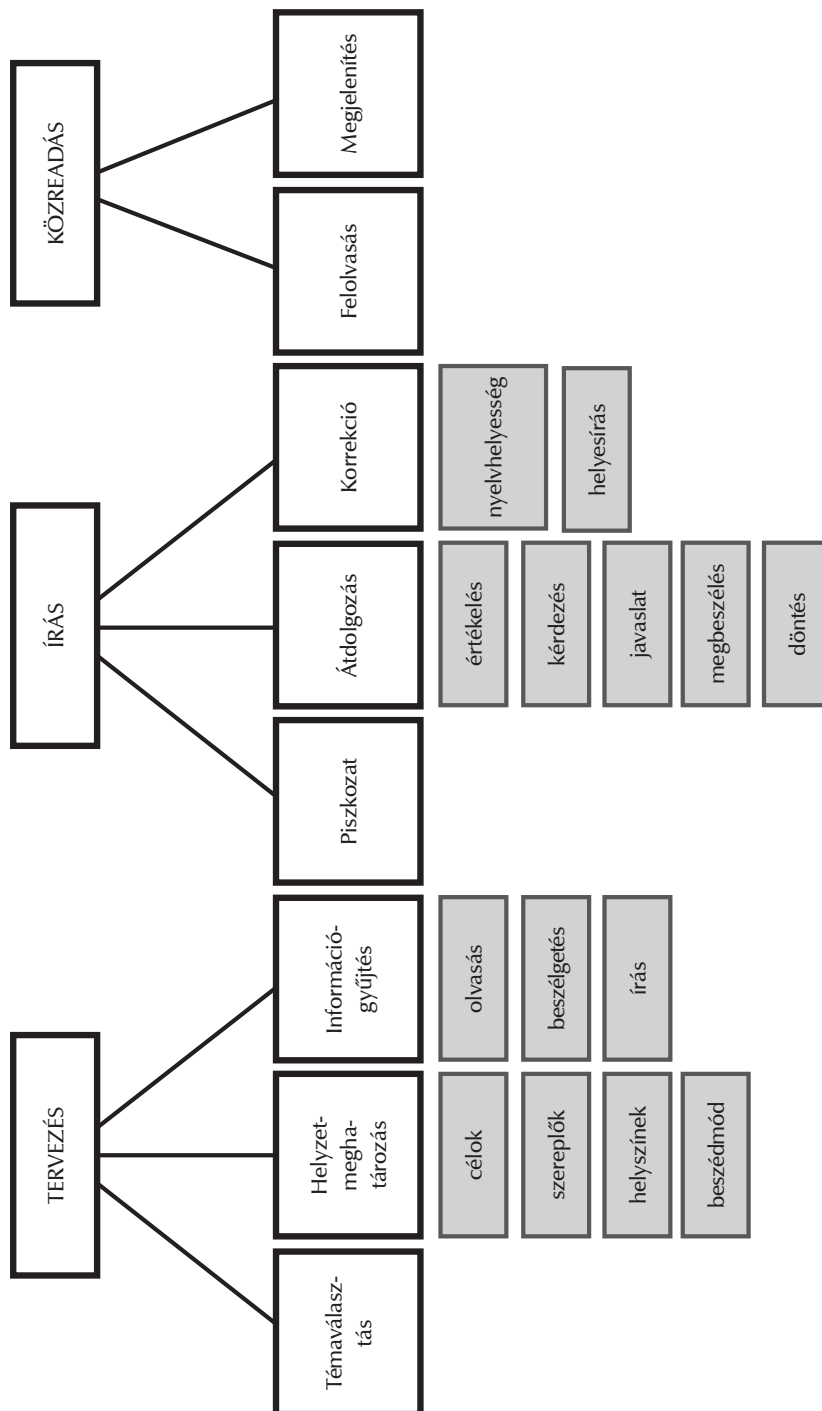 TERVEZÉS
ÍRÁS
KÖZREADÁS
Témaválasz-
tás
Helyzet-
megha-
tározás
Információ-
gyűjtés
Piszkozat
Átdolgozás
Korrekció
Felolvasás
Megjelenítés
célok
szereplők
helyszínek
beszédmód
olvasás
beszélgetés
írás
értékelés
kérdezés
javaslat
megbeszélés
döntés
nyelvhelyesség
helyesírás